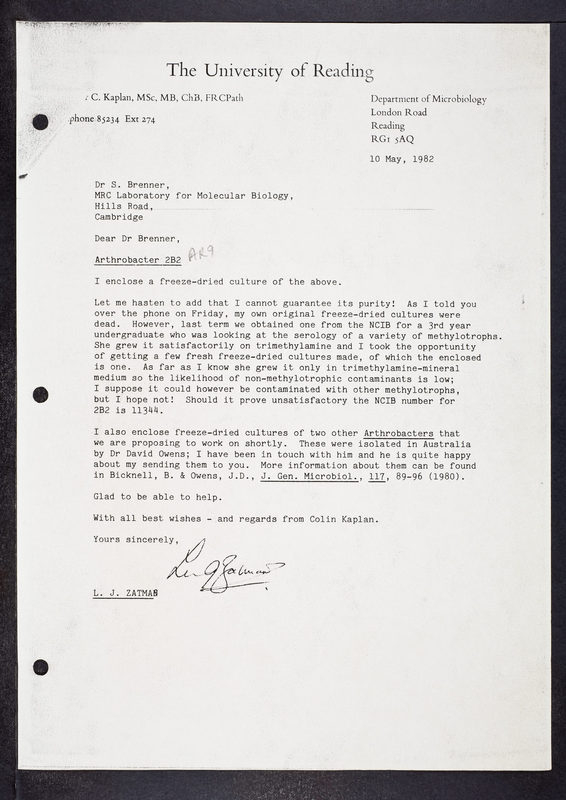 The University of Reading
: C. Kaplan, MSc, MB, ChB, FRCPath
phone 85234 Ext 274
Department of Microbiology
London Road
Reading
RG1 5AQ
10 May, 1982
Dr S. Brenner,
MRC Laboratory for Molecular Biology,
Hills Road,
Cambridge
Dear Dr Brenner,
Arthrobacter 2B2 AR9
I enclose a freeze-dried culture of the above.
Let me hasten to add that I cannot guarantee its purity! As I told you
over the phone on Friday, my own original freeze-dried cultures were
dead. However, last term we obtained one from the NCIB for a 3rd year
undergraduate who was looking at the serology of a variety of methylotrophs.
She grew it satisfactorily on trimethylamine and I took the opportunity
of getting a few fresh freeze-dried cultures made, of which the enclosed
is one. As far as I know she grew it only in trimethylamine-mineral
medium so the likelihood of non-methylotrophic contaminants is low;
I suppose it could however be contaminated with other methylotrophs,
but I hope not! Should it prove unsatisfactory the NCIB number for
2B2 is 11344.
I also enclose freeze-dried cultures of two other Arthrobacters that
we are proposing to work on shortly. These were isolated in Australia
by Dr David Owens; I have been in touch with him and he is quite happy
about my sending them to you. More information about them can be found
in Bicknell, B. & Owens, J.D., J. Gen. Microbiol., 117, 89-96 (1980).
Glad to be able to help.
With all best wishes - and regards from Colin Kaplan.
Yours sincerely,
Len J Zatman
L. J. ZATMAN